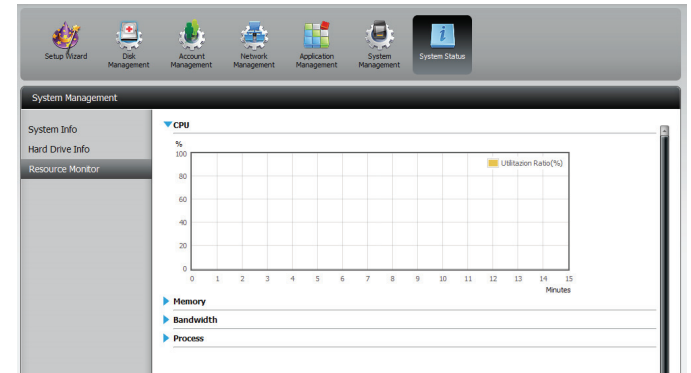 Setup Wizard
Disk Management
Account Management
Network Management
Application Management
System Management
System Status
System Management
System Info
Hard Drive Info
Resource Monitor
CPU
%
100
80
60
40
20
0
Utilitazion Ratio(%)
0 1 2 3 4 5 6 7 8 9 10 11 12 13 14 15
Minutes
Memory
Bandwidth
Process